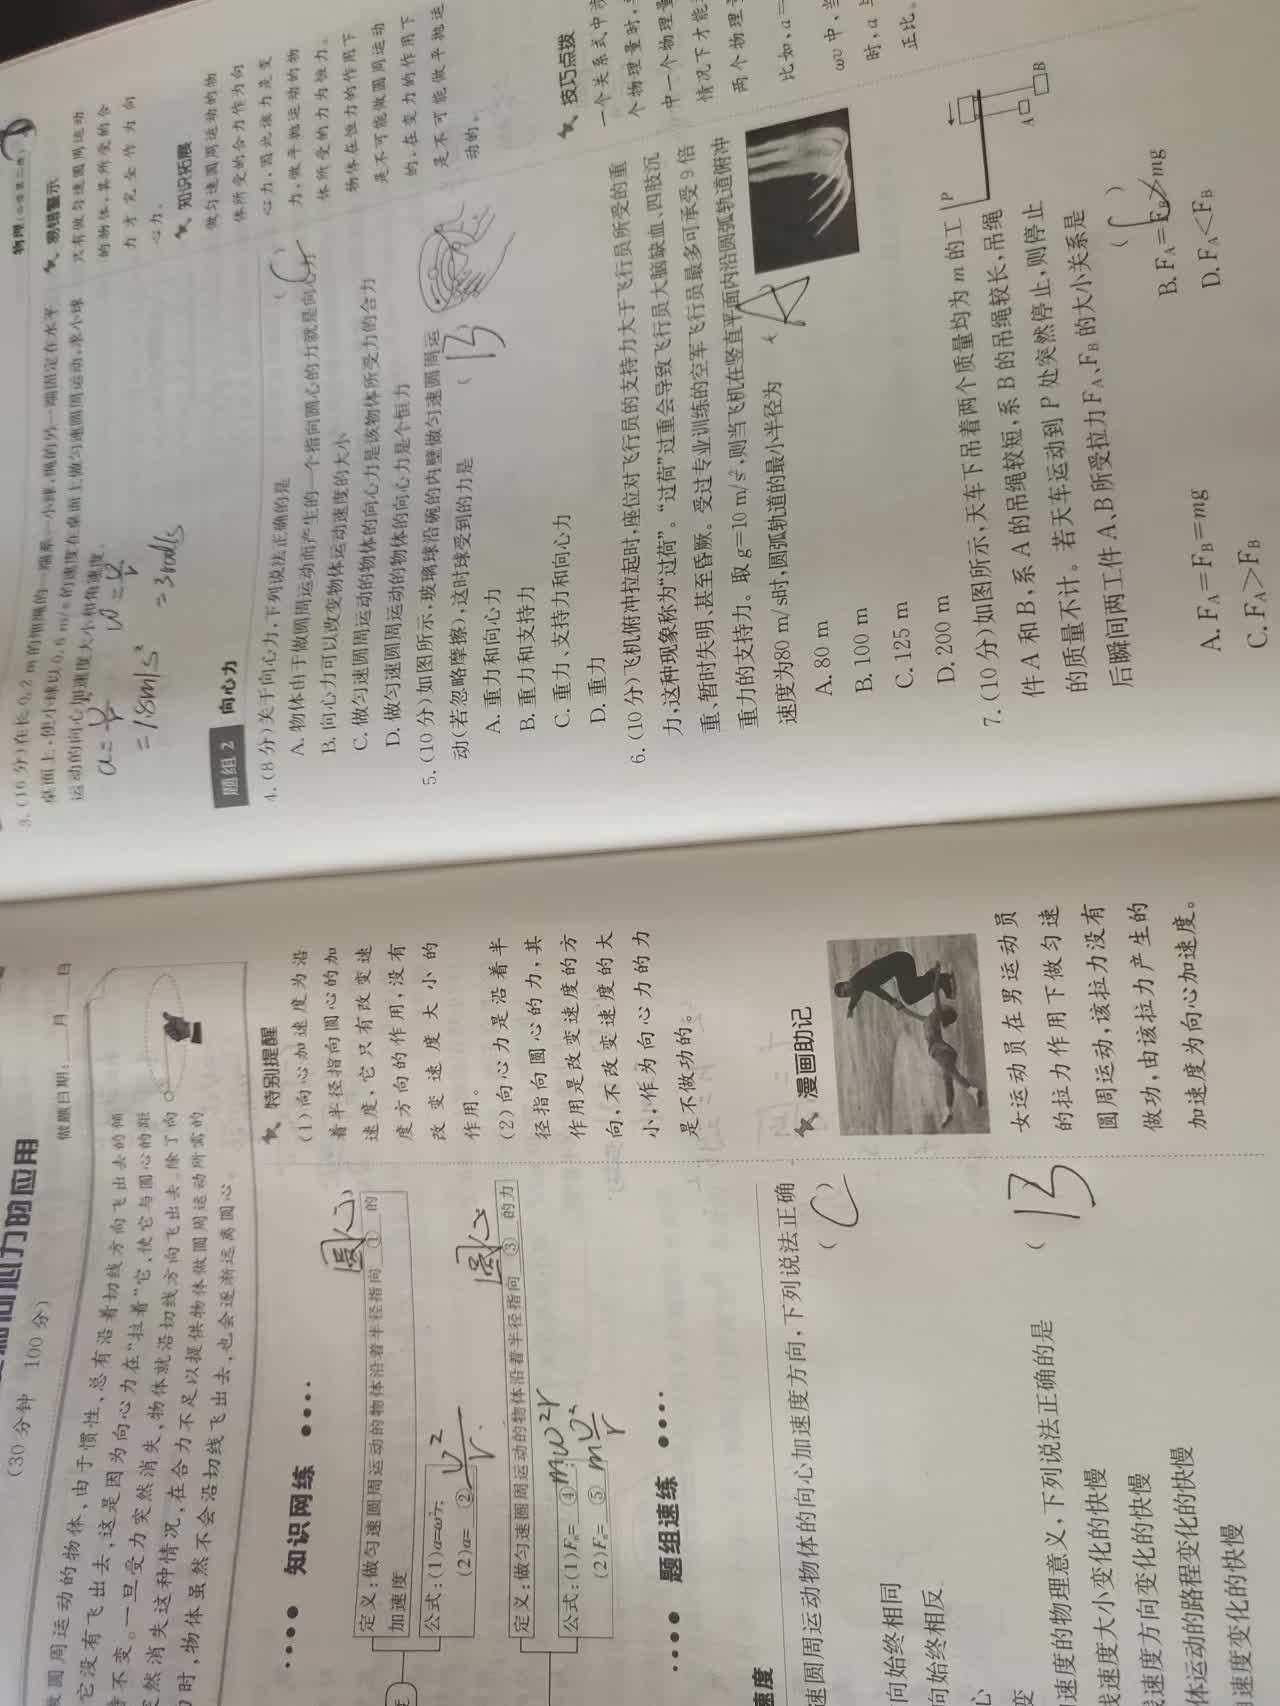 (30分钟 100分)
做题日期:___月___日
圆周运动的物体,由于惯性,总有沿着切线方向飞出去的倾
它没有飞出去,这是因为向心力在“拉着”它,使它与圆心的距
不变。一旦受力突然消失,物体就沿切线方向飞出去。除了向
突然消失这种情况,在合力不足以提供物体做圆周运动所需的
时,物体虽然不会沿切线飞出去,也会逐渐远离圆心。
知识网练
定义:做匀速圆周运动的物体沿着半径指向①的
加速度
圆心
公式:(1)a=ω²r;
(2)a=②
v²/r
定义:做匀速圆周运动的物体沿着半径指向③的力
圆心
公式:(1)Fₙ=④;
mω²r
(2)Fₙ=⑤
mv²/r
题组速练
速度
速圆周运动物体的向心加速度方向,下列说法正确
(C)
向始终相同
向始终相反
心
变
速度的物理意义,下列说法正确的是
(B
速度大小变化的快慢
速度方向变化的快慢
体运动的路程变化的快慢
速度变化的快慢
特别提醒
(1)向心加速度为沿
着半径指向圆心的加
速度,它只有改变速
度方向的作用,没有
改变速度大小的
作用。
(2)向心力是沿着半
径指向圆心的力,其
作用是改变速度的方
向,不改变速度的大
小,作为向心力的力
是不做功的。
漫画助记
女运动员在男运动员
的拉力作用下做匀速
圆周运动,该拉力没有
做功,由该拉力产生的
加速度为向心加速度。
3.(16分)在长0.2 m的细绳的一端系一小球,绳的另一端固定在水平
桌面上,使小球以0.6 m/s的速度在桌面上做匀速圆周运动,求小球
运动的向心加速度大小和角速度。
a=v²/r ω=v/r
=1.8m/s² =3rad/s
题组2 向心力
4.(8分)关于向心力,下列说法正确的是
(C)
A.物体由于做圆周运动而产生的一个指向圆心的力就是向心力
B.向心力可以改变物体运动速度的大小
C.做匀速圆周运动的物体的向心力是该物体所受力的合力
D.做匀速圆周运动的物体的向心力是个恒力
5.(10分)如图所示,玻璃球沿碗的内壁做匀速圆周运
动(若忽略摩擦),这时球受到的力是
(B
A.重力和向心力
B.重力和支持力
C.重力、支持力和向心力
D.重力
6.(10分)飞机俯冲拉起时,座位对飞行员的支持力大于飞行员所受的重
力,这种现象称为“过荷”。“过荷”过重会导致飞行员大脑缺血、四肢沉
重、暂时失明,甚至昏厥。受过专业训练的空军飞行员最多可承受9倍
重力的支持力。取g=10 m/s²,则当飞机在竖直平面内沿圆弧轨道俯冲
速度为80 m/s时,圆弧轨道的最小半径为
(A
A.80 m
B.100 m
C.125 m
D.200 m
7.(10分)如图所示,天车下吊着两个质量均为m的工
件A和B,系A的吊绳较短,系B的吊绳较长,吊绳
的质量不计。若天车运动到P处突然停止,则停止
后瞬间两工件A、B所受拉力F_A、F_B的大小关系是
(C)
A.F_A=F_B=mg
B.F_A=F_B>mg
C.F_A>F_B
D.F_A<F_B
P
A
B
易错警示
只有做匀速圆周运动
的物体,其所受的合
力才完全作为向
心力。
知识拓展
做匀速圆周运动的物
体所受的合力作为向
心力,因此该力是变
力,做平抛运动的物
体所受的力为恒力。
物体在恒力的作用下
是不可能做圆周运动
的,在变力的作用下
是不可能做平抛运
动的。
技巧点拨
一个关系式中
个物理量时,
中一个物理量
情况下才能
两个物理量
比如,a=
ωv中,当
时,a与
正比。